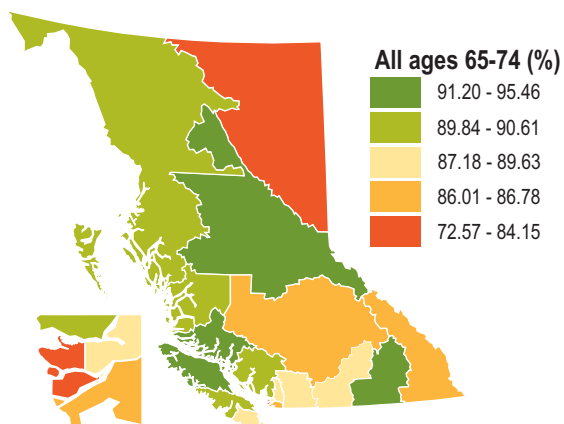 All ages 65-74 (%)
91.20 - 95.46
89.84 - 90.61
87.18 - 89.63
86.01 - 86.78
72.57 - 84.15